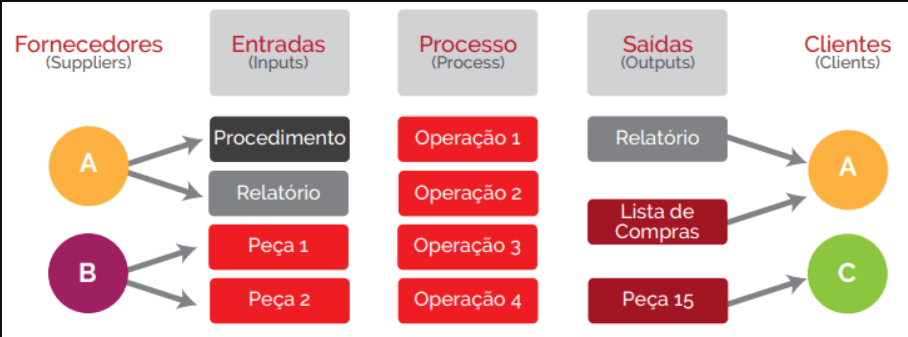 Fornecedores
(Suppliers)
Entradas
(Inputs)
Processo
(Process)
Saídas
(Outputs)
Clientes
(Clients)
A
B
Procedimento
Relatório
Peça 1
Peça 2
Operação 1
Operação 2
Operação 3
Operação 4
Relatório
Lista de
Compras
Peça 15
A
C